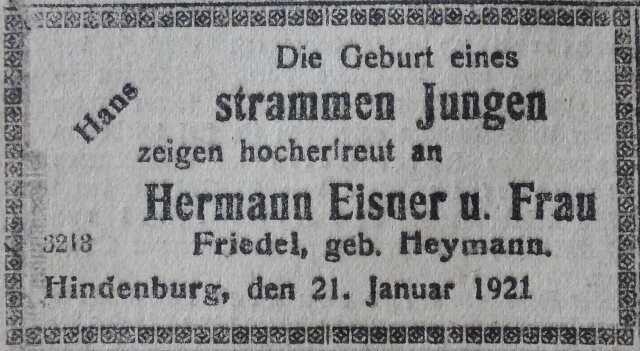 Die Geburt eines
Hans
strammen Jungen
zeigen hocherfreut an
Hermann Eisner u. Frau
3213 Friedel, geb. Heymann.
Hindenburg, den 21. Januar 1921